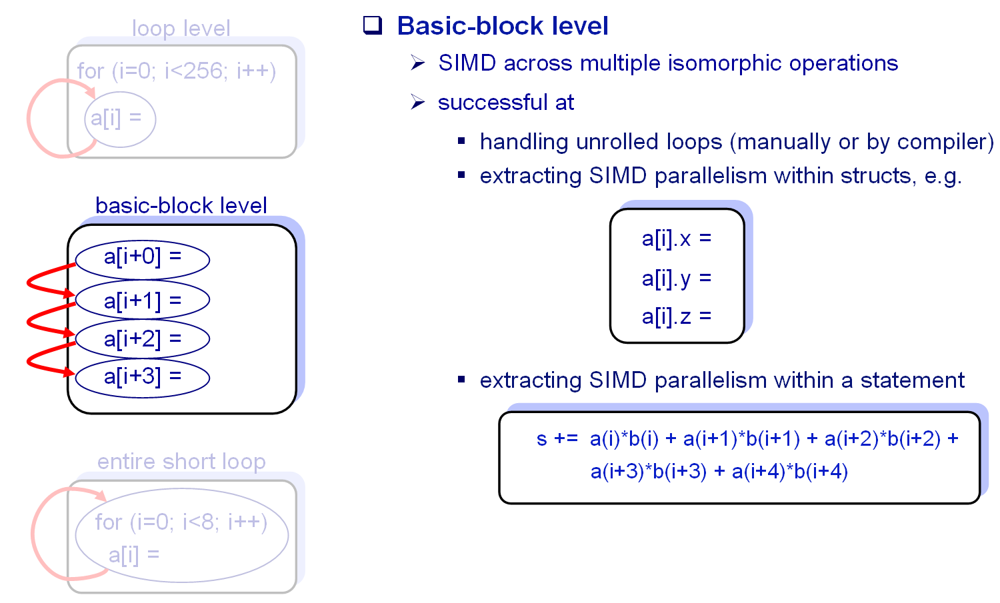 loop level
for (i=0; i<256; i++)
a[i] =
basic-block level
a[i+0] =
a[i+1] =
a[i+2] =
a[i+3] =
entire short loop
for (i=0; i<8; i++)
a[i] =
Basic-block level
SIMD across multiple isomorphic operations
successful at
handling unrolled loops (manually or by compiler)
extracting SIMD parallelism within structs, e.g.
a[i].x =
a[i].y =
a[i].z =
extracting SIMD parallelism within a statement
s += a(i)*b(i) + a(i+1)*b(i+1) + a(i+2)*b(i+2) +
a(i+3)*b(i+3) + a(i+4)*b(i+4)